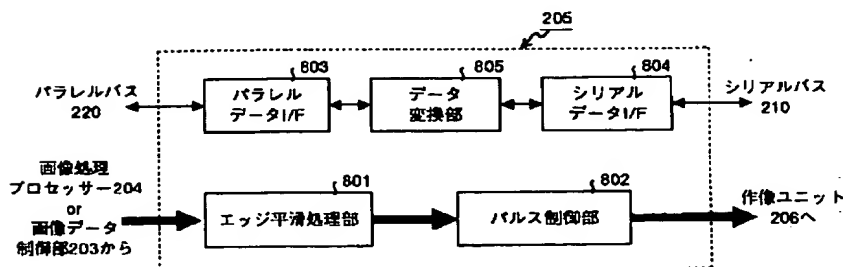 205
803
805
804
パラレルバス
220
パラレル
データI/F
データ
変換部
シリアル
データI/F
シリアルバス
210
画像処理
プロセッサー204
or
画像データ
制御部203から
801
エッジ平滑処理部
802
パルス制御部
作像ユニット
206へ